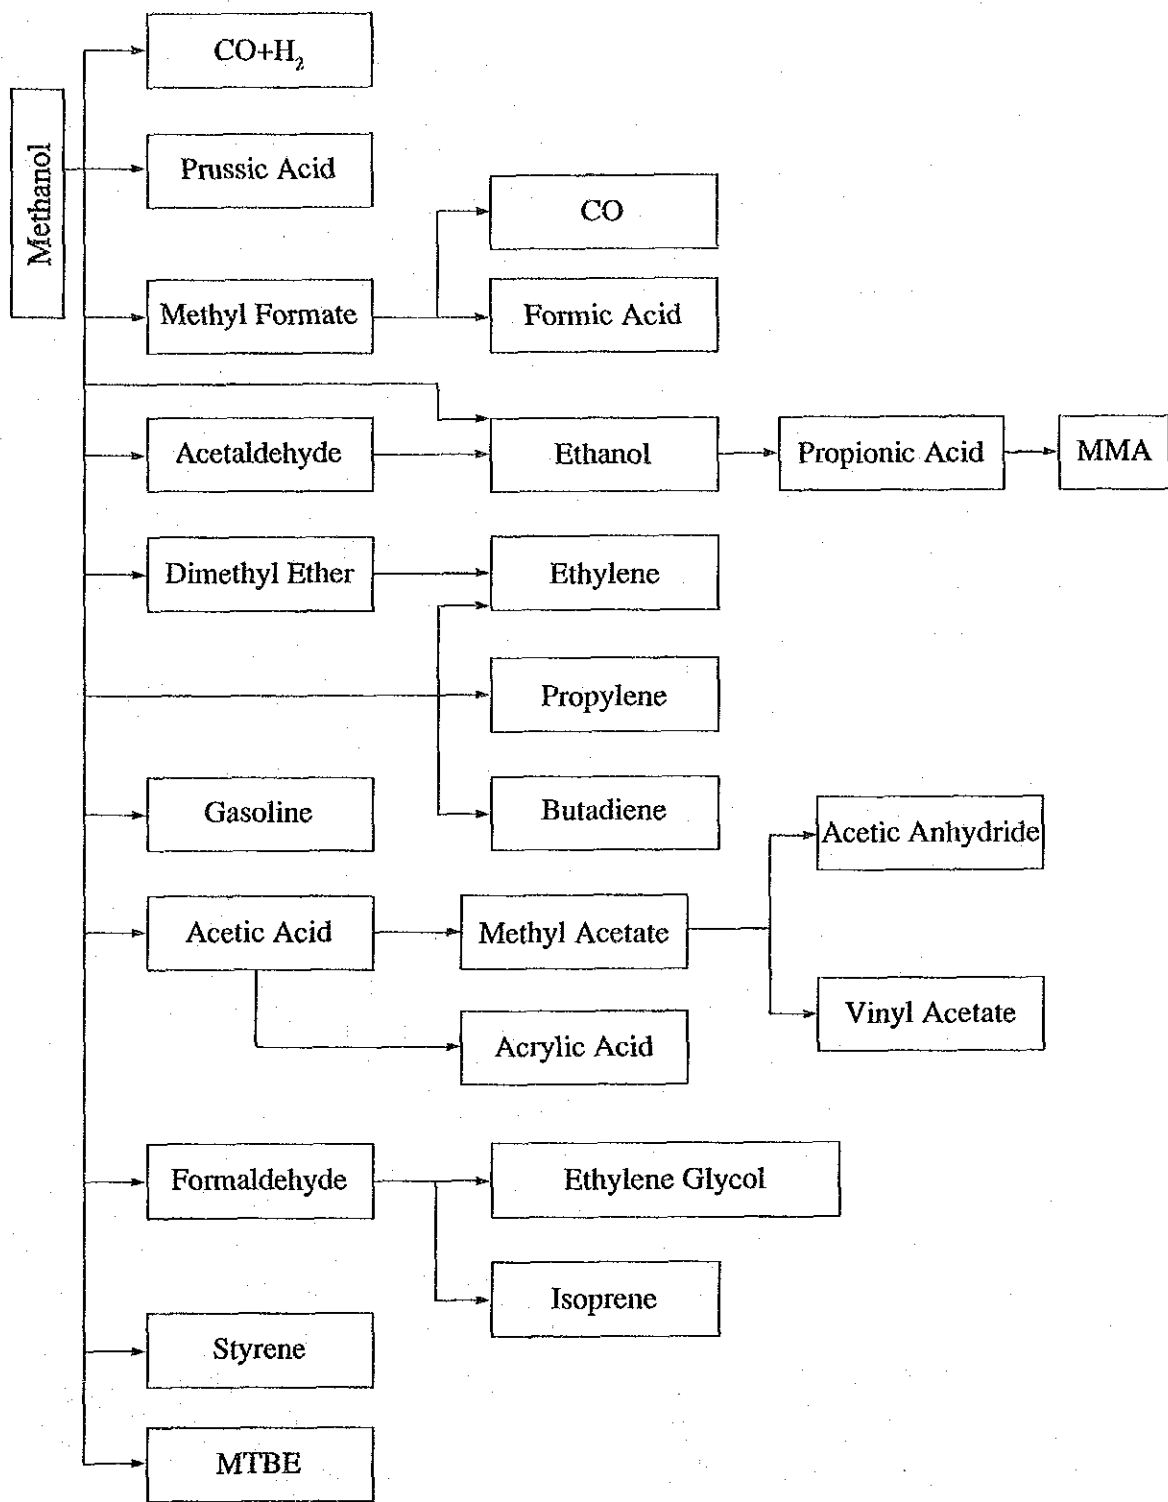 CO+H₂
Methanol
Prussic Acid
CO
Methyl Formate
Formic Acid
Acetaldehyde
Ethanol
Propionic Acid
MMA
Dimethyl Ether
Ethylene
Propylene
Gasoline
Butadiene
Acetic Anhydride
Acetic Acid
Methyl Acetate
Vinyl Acetate
Acrylic Acid
Formaldehyde
Ethylene Glycol
Isoprene
Styrene
MTBE